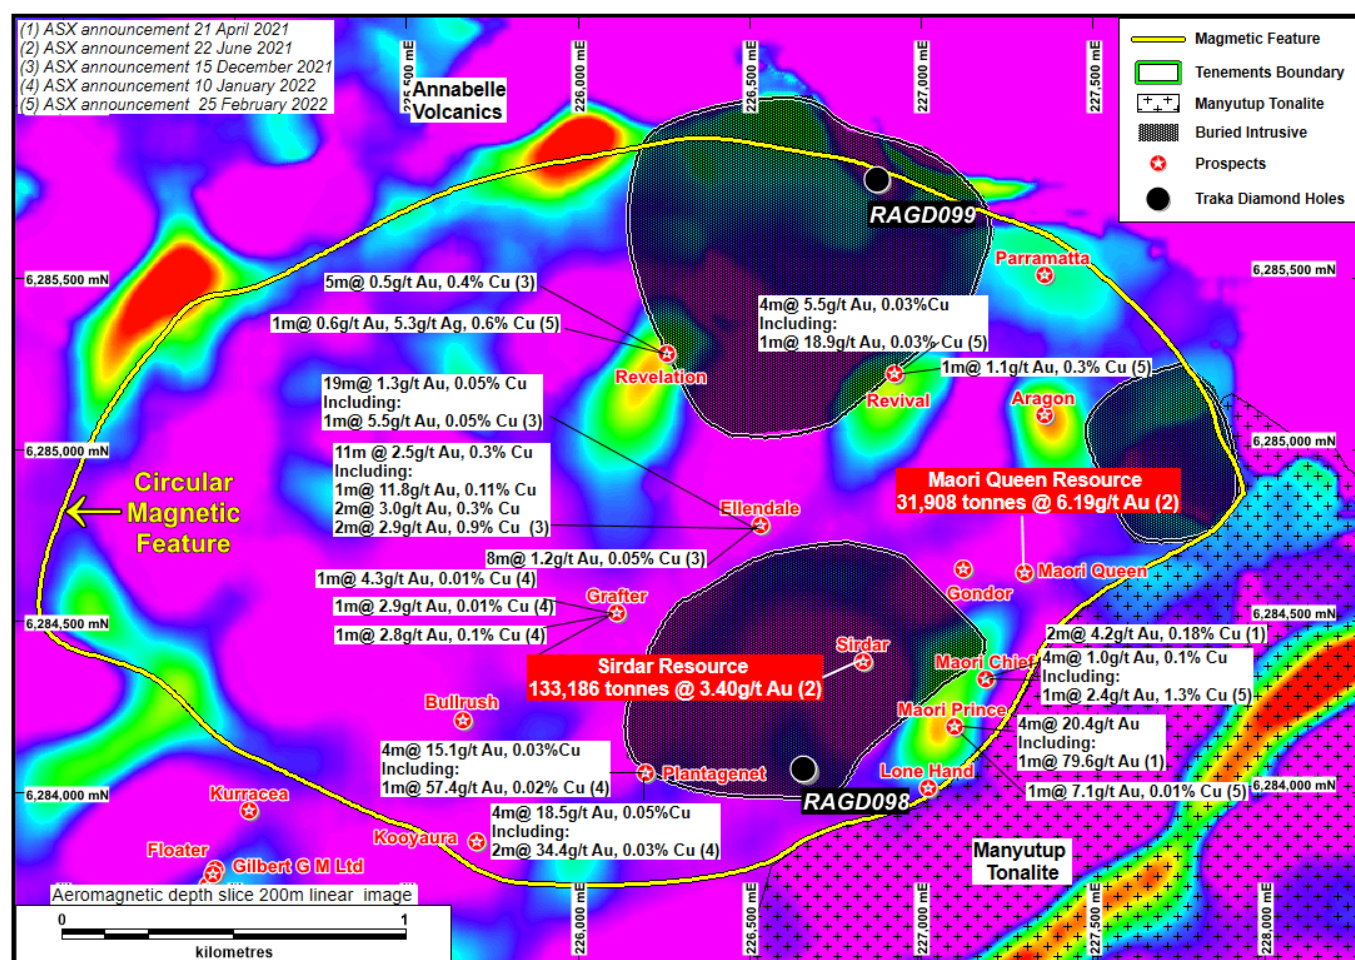 (1) ASX announcement 21 April 2021
(2) ASX announcement 22 June 2021
(3) ASX announcement 15 December 2021
(4) ASX announcement 10 January 2022
(5) ASX announcement 25 February 2022
225,500 mE
226,000 mE
226,500 mE
227,000 mE
227,500 mE
Magmetic Feature
Tenements Boundary
Manyutup Tonalite
Buried Intrusive
Prospects
Traka Diamond Holes
Annabelle
Volcanics
RAGD099
Parramatta
6,285,500 mN
6,285,500 mN
5m@ 0.5g/t Au, 0.4% Cu (3)
1m@ 0.6g/t Au, 5.3g/t Ag, 0.6% Cu (5)
4m@ 5.5g/t Au, 0.03%Cu
Including:
1m@ 18.9g/t Au, 0.03% Cu (5)
1m@ 1.1g/t Au, 0.3% Cu (5)
Revelation
Revival
Aragon
19m@ 1.3g/t Au, 0.05% Cu
Including:
1m@ 5.5g/t Au, 0.05% Cu (3)
6,285,000 mN
6,285,000 mN
11m @ 2.5g/t Au, 0.3% Cu
Including:
1m@ 11.8g/t Au, 0.11% Cu
2m@ 3.0g/t Au, 0.3% Cu
2m@ 2.9g/t Au, 0.9% Cu (3)
Circular
Magnetic
Feature
Maori Queen Resource
31,908 tonnes @ 6.19g/t Au (2)
Ellendale
8m@ 1.2g/t Au, 0.05% Cu (3)
1m@ 4.3g/t Au, 0.01% Cu (4)
1m@ 2.9g/t Au, 0.01% Cu (4)
1m@ 2.8g/t Au, 0.1% Cu (4)
Grafter
Gondor
Maori Queen
6,284,500 mN
6,284,500 mN
2m@ 4.2g/t Au, 0.18% Cu (1)
Sirdar
Sirdar Resource
133,186 tonnes @ 3.40g/t Au (2)
Maori Chief
4m@ 1.0g/t Au, 0.1% Cu
Including:
1m@ 2.4g/t Au, 1.3% Cu (5)
Bullrush
Maori Prince
4m@ 20.4g/t Au
Including:
1m@ 79.6g/t Au (1)
4m@ 15.1g/t Au, 0.03%Cu
Including:
1m@ 57.4g/t Au, 0.02% Cu (4)
Plantagenet
Lone Hand
1m@ 7.1g/t Au, 0.01% Cu (5)
6,284,000 mN
6,284,000 mN
RAGD098
Kurracea
4m@ 18.5g/t Au, 0.05%Cu
Including:
2m@ 34.4g/t Au, 0.03% Cu (4)
Kooyaura
Floater
Gilbert G M Ltd
Manyutup
Tonalite
Aeromagnetic depth slice 200m linear image
0
1
kilometres
226,000 mE
226,500 mE
227,000 mE
227,500 mE
228,000 mE